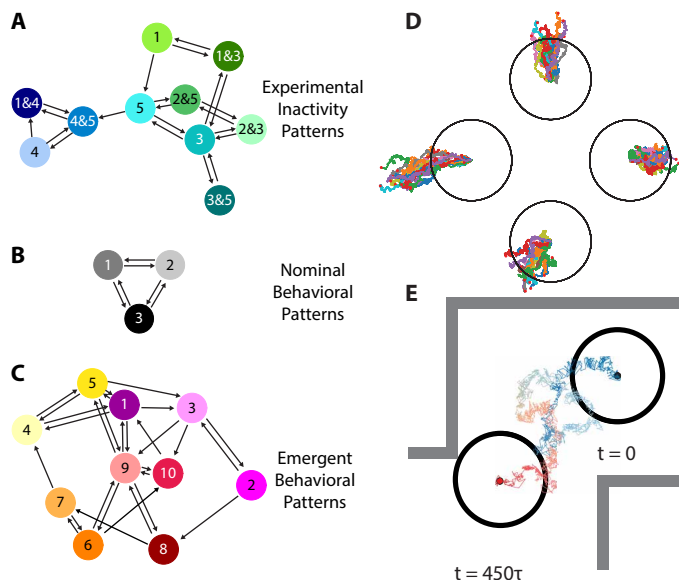 A
1
1&3
1&4
4&5
4
5
2&5
3
2&3
3&5
Experimental
Inactivity
Patterns
B
1
2
3
Nominal
Behavioral
Patterns
C
5
1
3
4
9
10
2
7
6
8
Emergent
Behavioral
Patterns
D
E
t = 0
t = 450τ